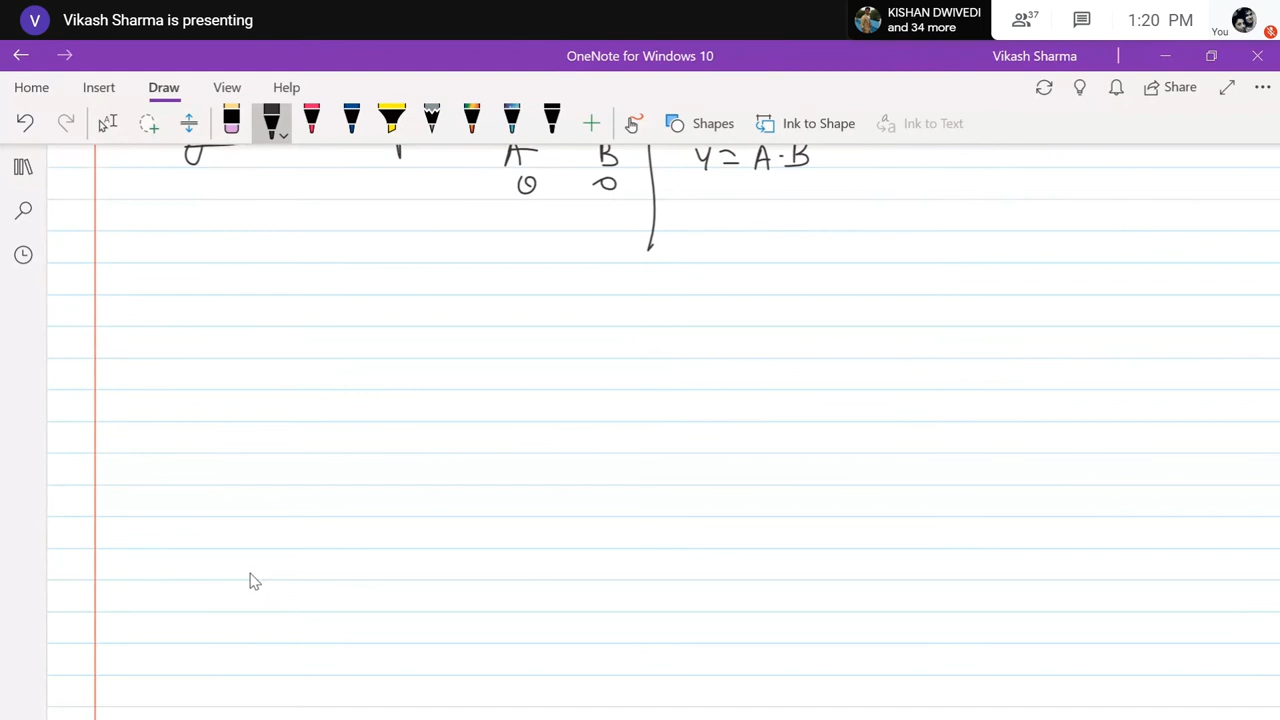 V Vikash Sharma is presenting
KISHAN DWIVEDI
and 34 more
37
1:20 PM
You
OneNote for Windows 10
Vikash Sharma
Home Insert Draw View Help
Share
Shapes Ink to Shape Ink to Text
A B Y = A · B
0 0